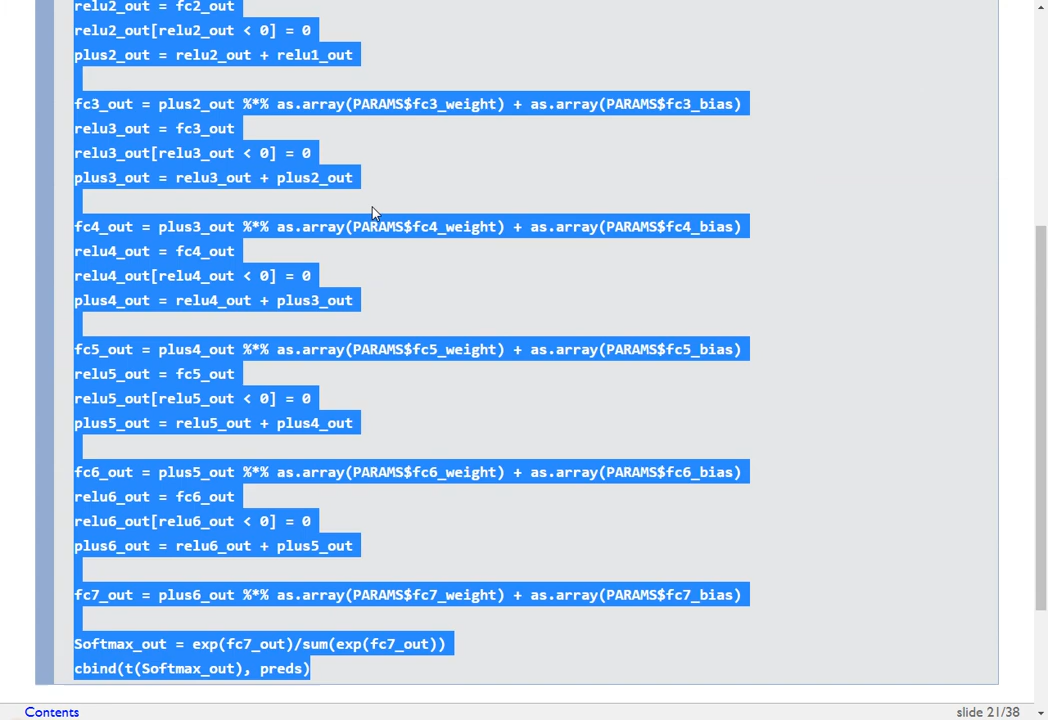 relu2_out = fc2_out
relu2_out[relu2_out < 0] = 0
plus2_out = relu2_out + relu1_out
fc3_out = plus2_out %*% as.array(PARAMS$fc3_weight) + as.array(PARAMS$fc3_bias)
relu3_out = fc3_out
relu3_out[relu3_out < 0] = 0
plus3_out = relu3_out + plus2_out
fc4_out = plus3_out %*% as.array(PARAMS$fc4_weight) + as.array(PARAMS$fc4_bias)
relu4_out = fc4_out
relu4_out[relu4_out < 0] = 0
plus4_out = relu4_out + plus3_out
fc5_out = plus4_out %*% as.array(PARAMS$fc5_weight) + as.array(PARAMS$fc5_bias)
relu5_out = fc5_out
relu5_out[relu5_out < 0] = 0
plus5_out = relu5_out + plus4_out
fc6_out = plus5_out %*% as.array(PARAMS$fc6_weight) + as.array(PARAMS$fc6_bias)
relu6_out = fc6_out
relu6_out[relu6_out < 0] = 0
plus6_out = relu6_out + plus5_out
fc7_out = plus6_out %*% as.array(PARAMS$fc7_weight) + as.array(PARAMS$fc7_bias)
Softmax_out = exp(fc7_out)/sum(exp(fc7_out))
cbind(t(Softmax_out), preds)
Contents
slide 21/38